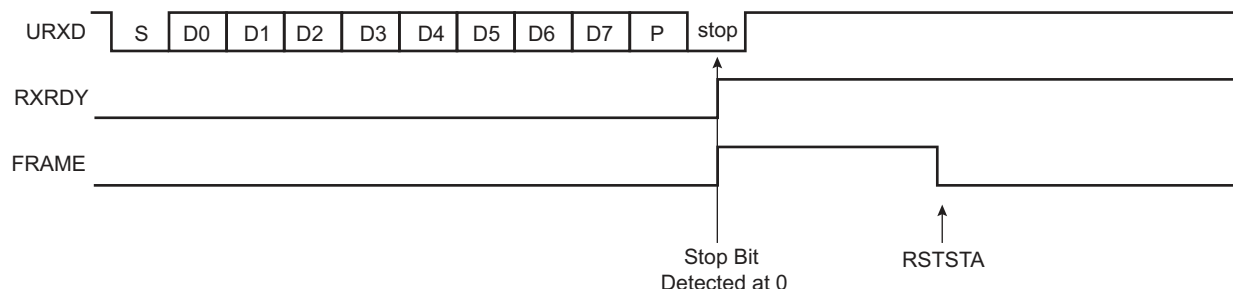 URXD S D0 D1 D2 D3 D4 D5 D6 D7 P stop
RXRDY
FRAME
Stop Bit RSTSTA
Detected at 0